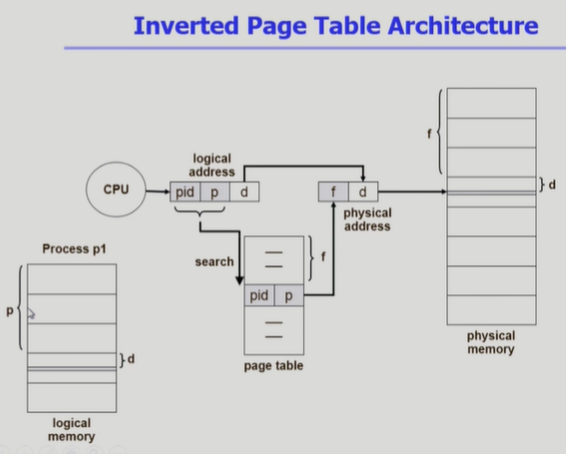 Inverted Page Table Architecture
logical
address
CPU
pid p d
f d
physical
address
f
d
Process p1
search
f
pid p
p
d
page table
physical
memory
logical
memory